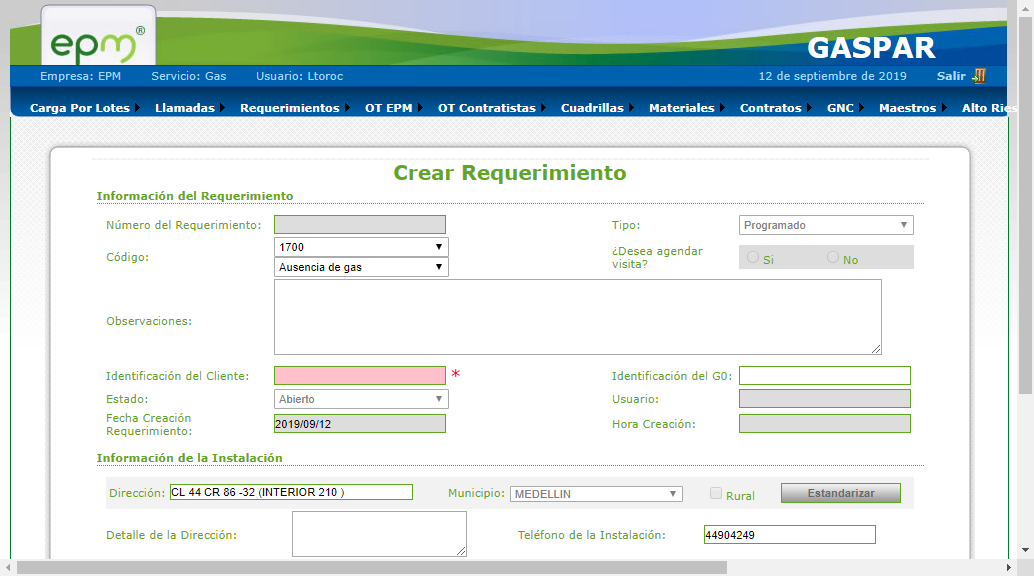 epm®
GASPAR
Empresa: EPM Servicio: Gas Usuario: Ltoroc 12 de septiembre de 2019 Salir
Carga Por Lotes Llamadas Requerimientos OT EPM OT Contratistas Cuadrillas Materiales Contratos GNC Maestros Alto Ries
Crear Requerimiento
Información del Requerimiento
Número del Requerimiento: Tipo: Programado
Código: 1700 ¿Desea agendar visita? Si No
Ausencia de gas
Observaciones:
Identificación del Cliente: * Identificación del G0:
Estado: Abierto Usuario:
Fecha Creación Requerimiento: 2019/09/12 Hora Creación:
Información de la Instalación
Dirección: CL 44 CR 86 -32 (INTERIOR 210 ) Municipio: MEDELLIN Rural Estandarizar
Detalle de la Dirección: Teléfono de la Instalación: 44904249